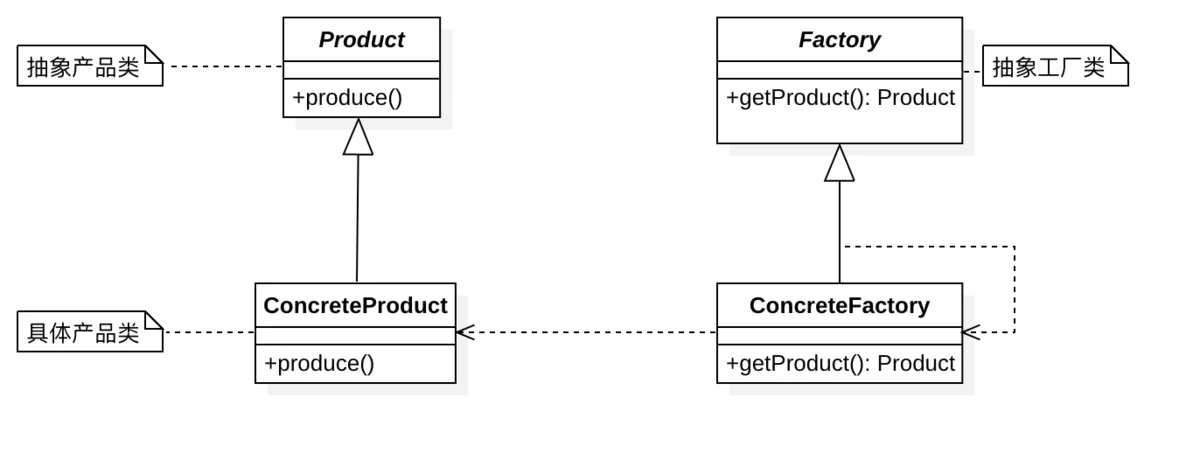 Product
Factory
抽象产品类
抽象工厂类
+produce()
+getProduct(): Product
ConcreteProduct
ConcreteFactory
具体产品类
+produce()
+getProduct(): Product